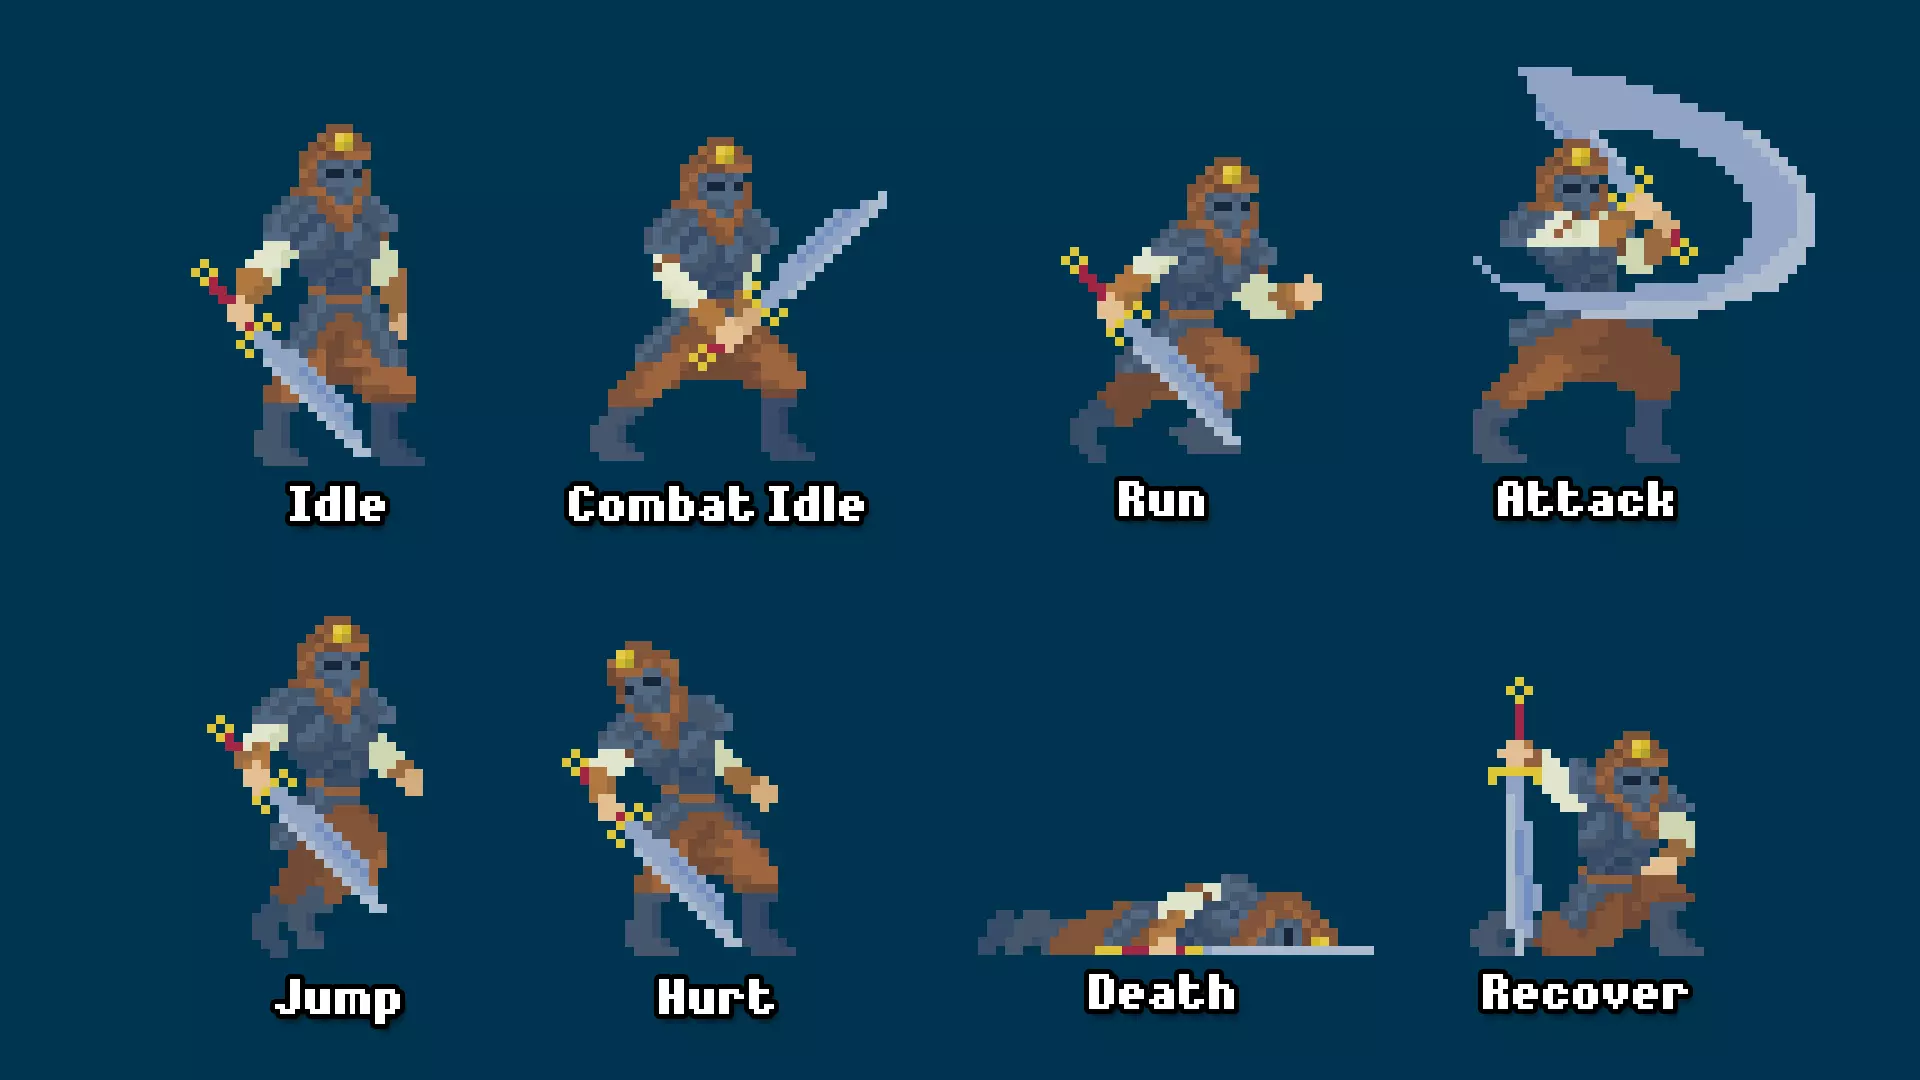 Idle
Combat Idle
Run
Attack
Jump
Hurt
Death
Recover